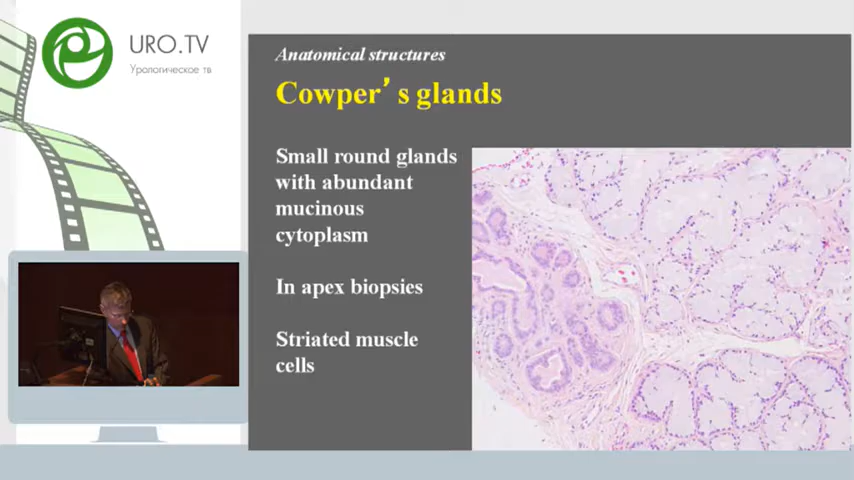 URO.TV
Урологическое тв
Anatomical structures
Cowper’s glands
Small round glands
with abundant
mucinous
cytoplasm
In apex biopsies
Striated muscle
cells